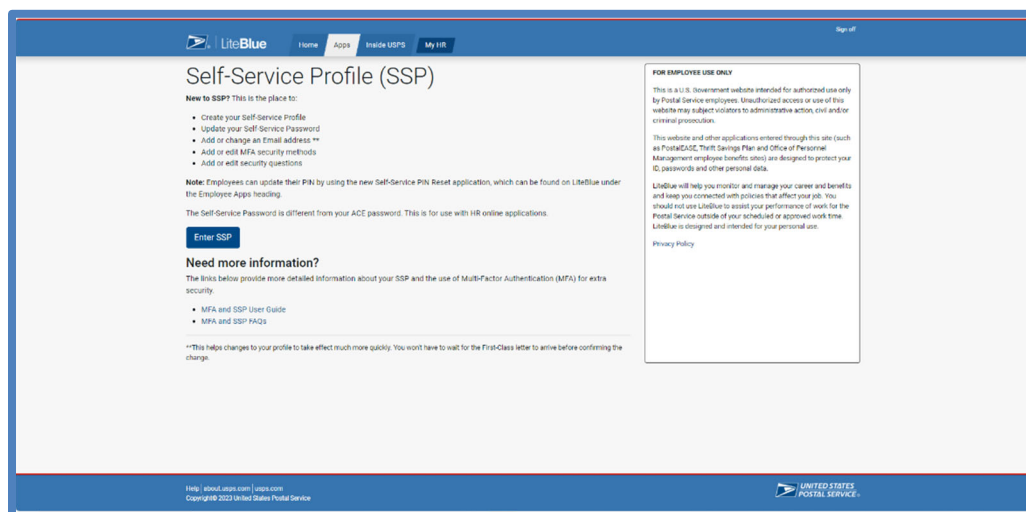 Sign off
LiteBlue
Home Apps Inside USPS My HR
Self-Service Profile (SSP)
New to SSP? This is the place to:
• Create your Self-Service Profile
• Update your Self-Service Password
• Add or change an Email address **
• Add or edit MFA security methods
• Add or edit security questions
Note: Employees can update their PIN by using the new Self-Service PIN Reset application, which can be found on LiteBlue under
the Employee Apps heading.
The Self-Service Password is different from your ACE password. This is for use with HR online applications.
Enter SSP
Need more information?
The links below provide more detailed information about your SSP and the use of Multi-Factor Authentication (MFA) for extra
security.
• MFA and SSP User Guide
• MFA and SSP FAQs
**This helps changes to your profile to take effect much more quickly. You won't have to wait for the First-Class letter to arrive before confirming the
change.
FOR EMPLOYEE USE ONLY
This is a U.S. Government website intended for authorized use only
by Postal Service employees. Unauthorized access or use of this
website may subject violators to administrative action, civil and/or
criminal prosecution.
This website and other applications entered through this site (such
as PostalEASE, Thrift Savings Plan and Office of Personnel
Management employee benefits sites) are designed to protect your
ID, passwords and other personal data.
LiteBlue will help you monitor and manage your career and benefits
and keep you connected with policies that affect your job. You
should not use LiteBlue to assist your performance of work for the
Postal Service outside of your scheduled or approved work time.
LiteBlue is designed and intended for your personal use.
Privacy Policy
Help | about.usps.com | usps.com
Copyright© 2023 United States Postal Service
UNITED STATES
POSTAL SERVICE